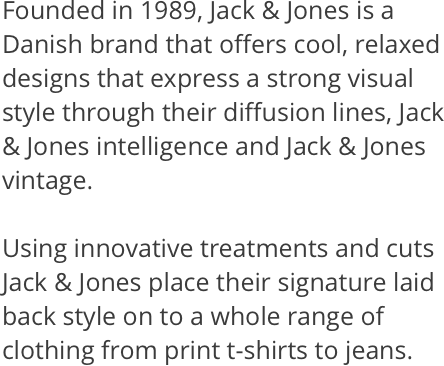 Founded in 1989, Jack & Jones is a
Danish brand that offers cool, relaxed
designs that express a strong visual
style through their diffusion lines, Jack
& Jones intelligence and Jack & Jones
vintage.
Using innovative treatments and cuts
Jack & Jones place their signature laid
back style on to a whole range of
clothing from print t-shirts to jeans.